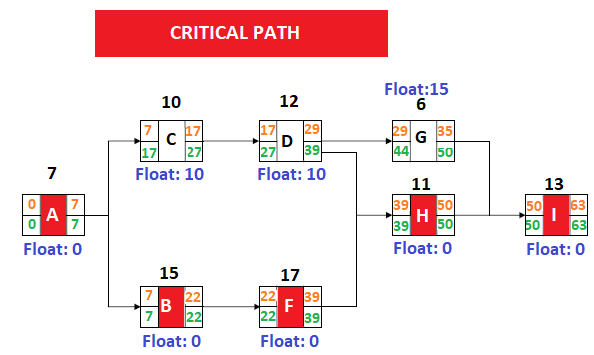 CRITICAL PATH
10
12
Float:15
6
7 C 17
17 27
Float: 10
17 D 29
27 39
Float: 10
29 G 35
44 50
7
0 A 7
0 7
Float: 0
11
39 H 50
39 50
Float: 0
13
50 I 63
50 63
Float: 0
15
7 B 22
7 22
Float: 0
17
22 F 39
22 39
Float: 0